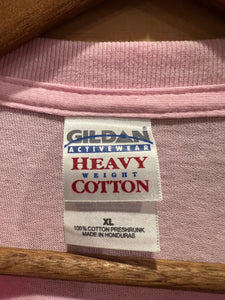 GILDAN
ACTIVEWEAR
HEAVY
WEIGHT
COTTON
XL
100% COTTON PRESHRUNK
MADE IN HONDURAS